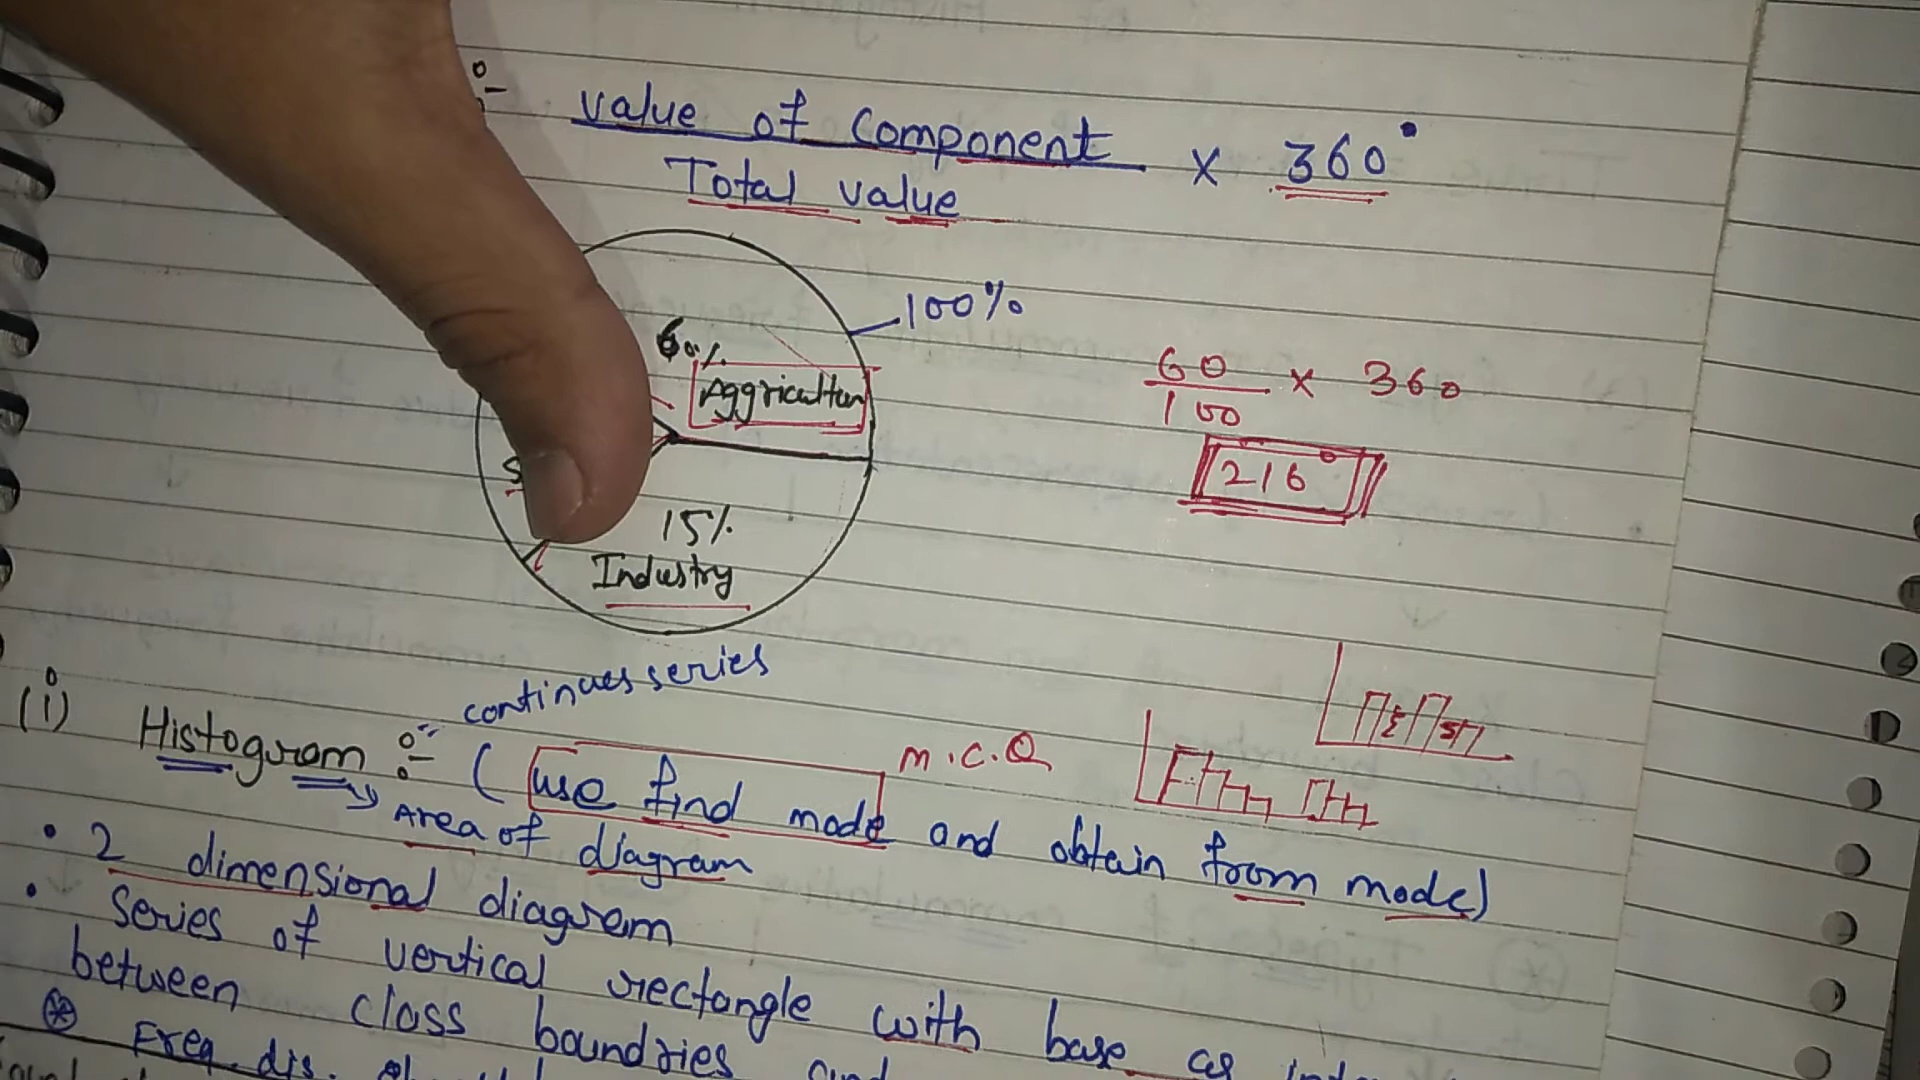 value of component × 360°
Total value
100%
60%
Aggricultur
60 × 360
100
216°
S
15%
Industry
continues series
(i) Histogram :- (use find mode and obtain from mode)
M.C.Q
Area of diagram
• 2 dimensional diagram
• Series of vertical rectangle with base as
between class boundries and
Freq. dis.